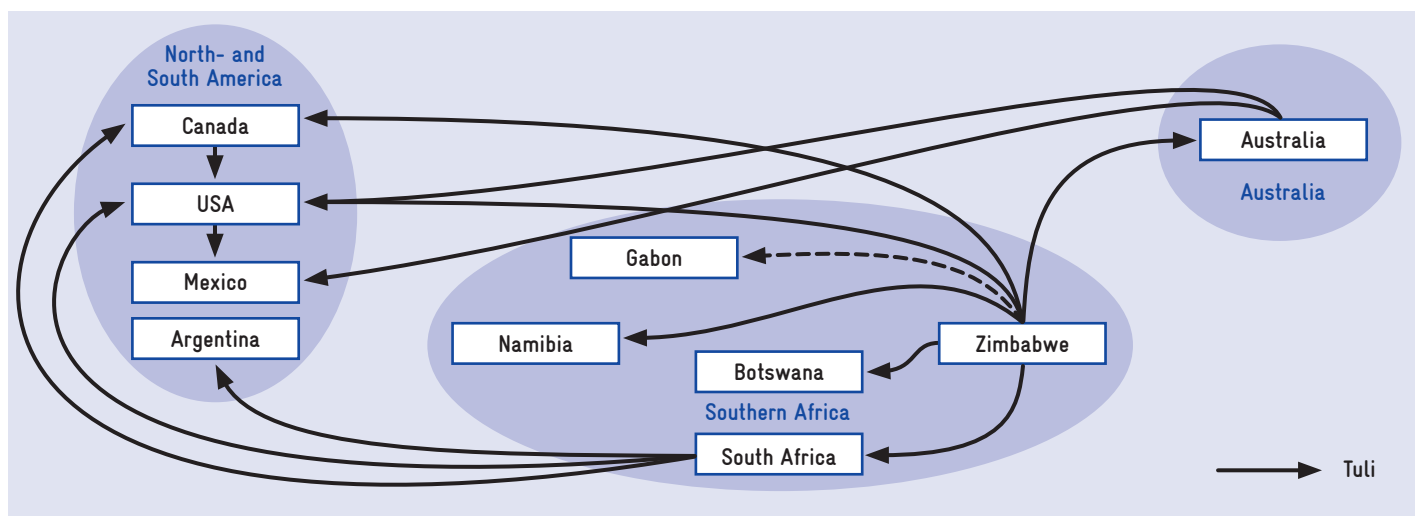 North- and
South America
Canada
USA
Mexico
Argentina
Gabon
Namibia
Zimbabwe
Botswana
Southern Africa
South Africa
Australia
Australia
Tuli